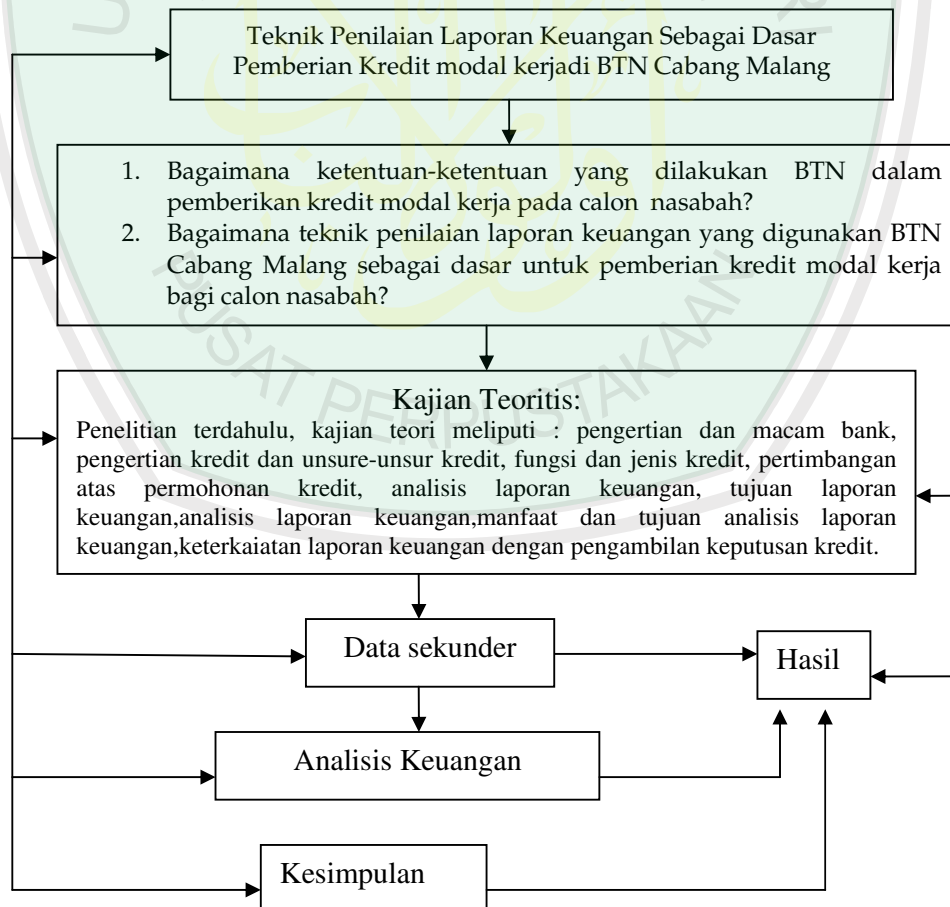 Teknik Penilaian Laporan Keuangan Sebagai Dasar
Pemberian Kredit modal kerjadi BTN Cabang Malang
1. Bagaimana ketentuan-ketentuan yang dilakukan BTN dalam
pemberikan kredit modal kerja pada calon nasabah?
2. Bagaimana teknik penilaian laporan keuangan yang digunakan BTN
Cabang Malang sebagai dasar untuk pemberian kredit modal kerja
bagi calon nasabah?
Kajian Teoritis:
Penelitian terdahulu, kajian teori meliputi : pengertian dan macam bank,
pengertian kredit dan unsure-unsur kredit, fungsi dan jenis kredit, pertimbangan
atas permohonan kredit, analisis laporan keuangan, tujuan laporan
keuangan,analisis laporan keuangan,manfaat dan tujuan analisis laporan
keuangan,keterkaiatan laporan keuangan dengan pengambilan keputusan kredit.
Data sekunder
Hasil
Analisis Keuangan
Kesimpulan
PUSAT PERPUSTAKAAN